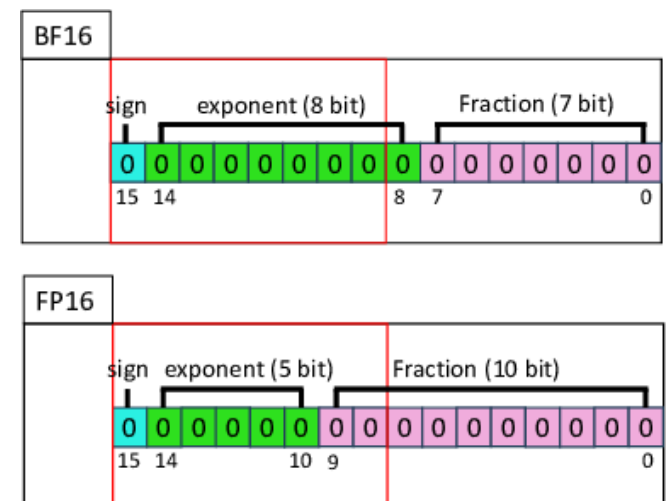 BF16
sign exponent (8 bit) Fraction (7 bit)
0 0 0 0 0 0 0 0 0 0 0 0 0 0 0 0
15 14 8 7 0
FP16
sign exponent (5 bit) Fraction (10 bit)
0 0 0 0 0 0 0 0 0 0 0 0 0 0 0 0
15 14 10 9 0